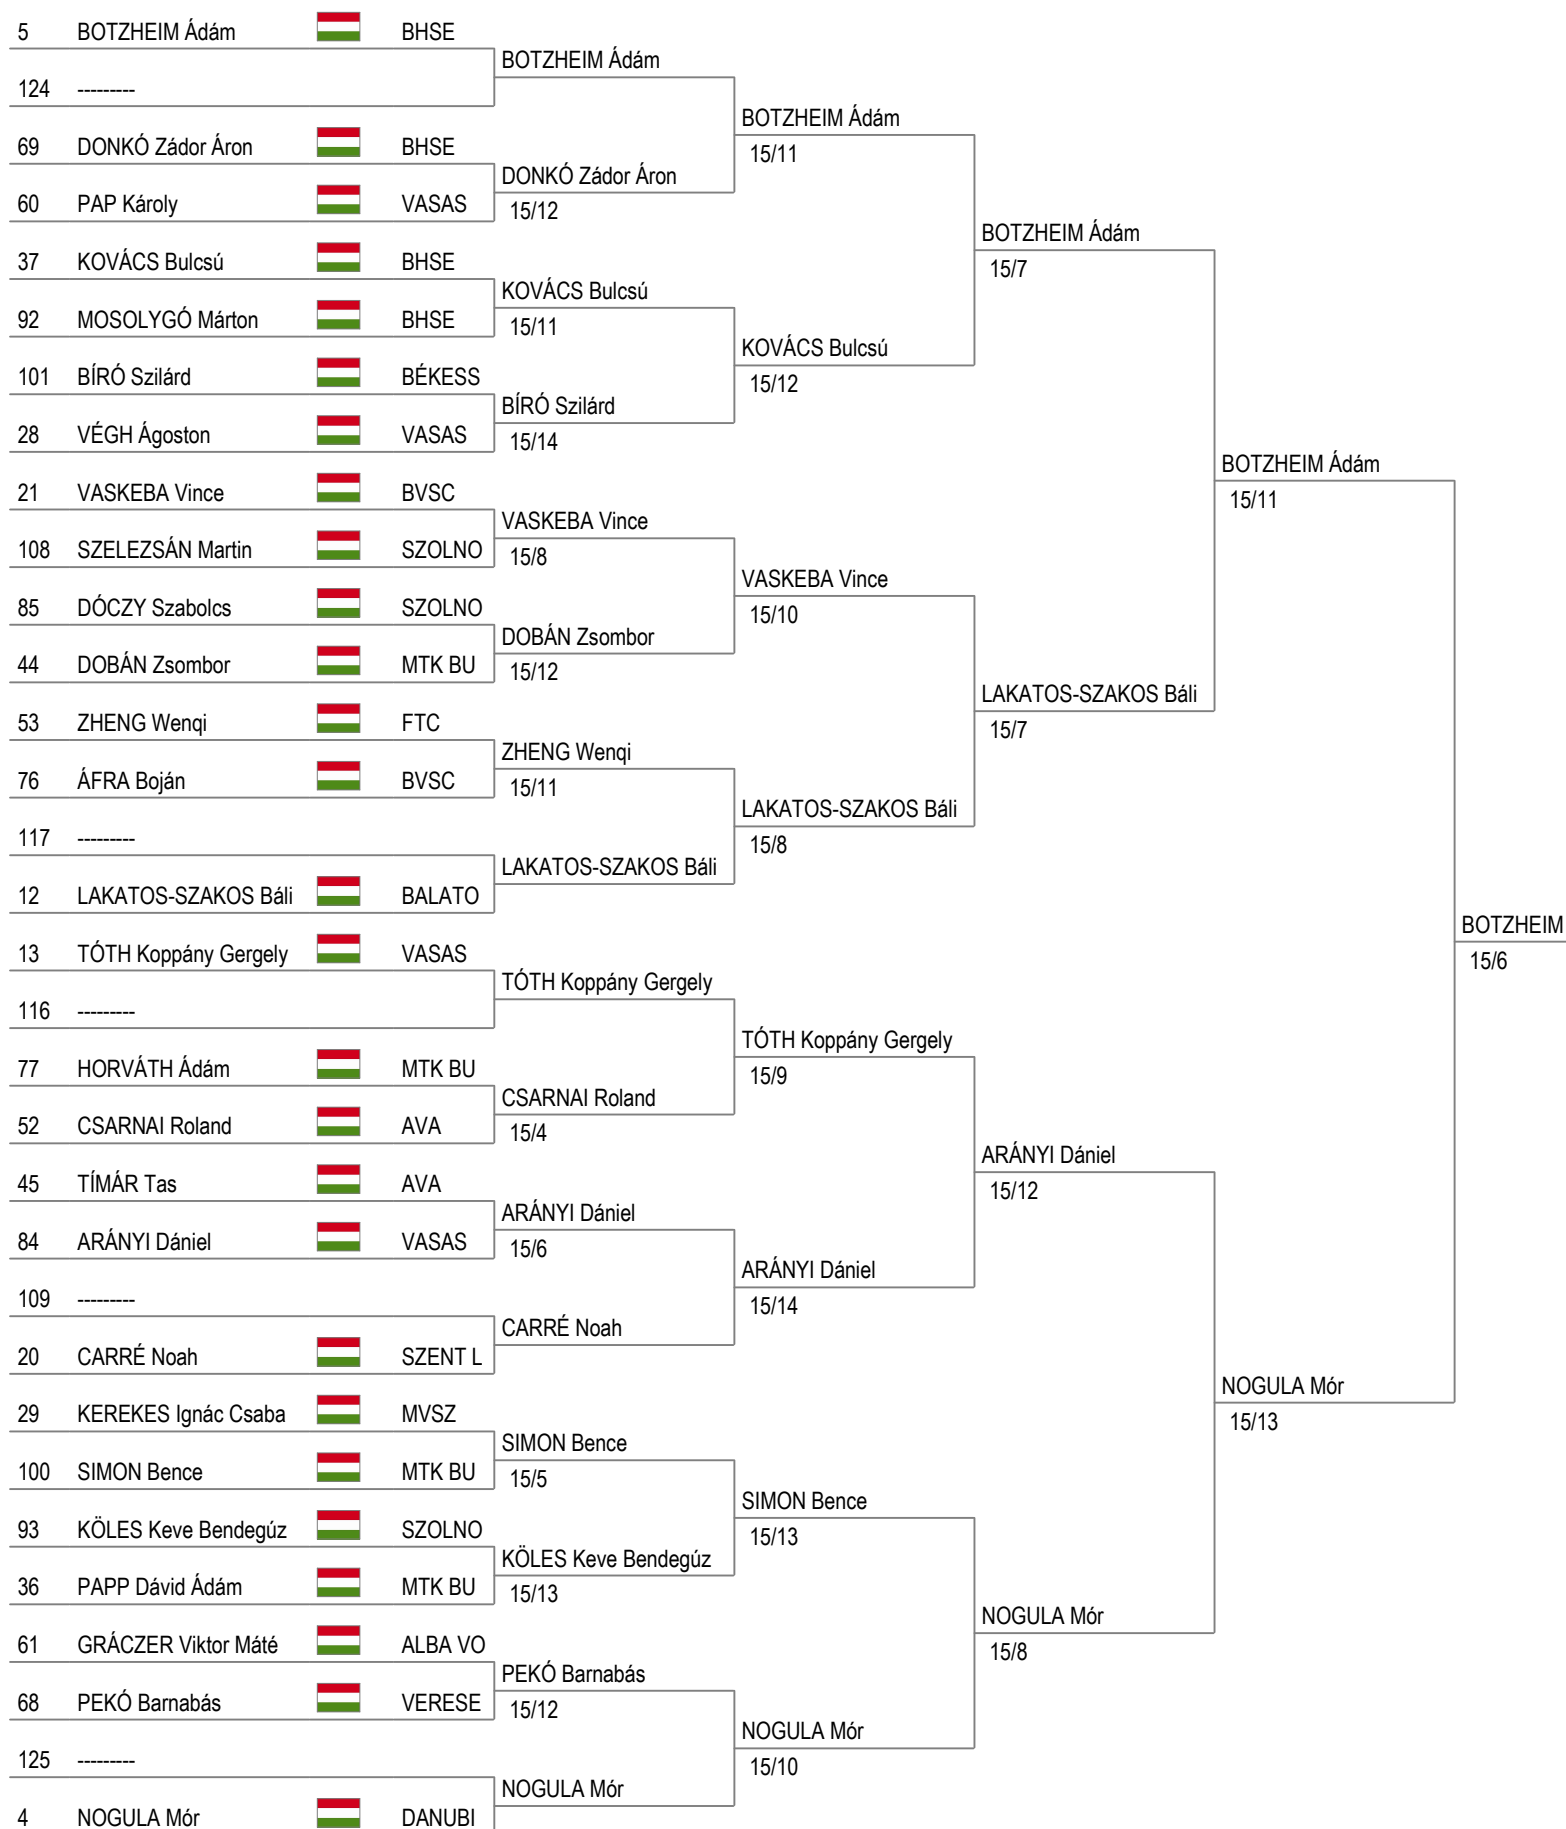 5 BOTZHEIM Ádám BHSE
124 ---------
69 DONKÓ Zádor Áron BHSE
60 PAP Károly VASAS
37 KOVÁCS Bulcsú BHSE
92 MOSOLYGÓ Márton BHSE
101 BÍRÓ Szilárd BÉKESS
28 VÉGH Ágoston VASAS
21 VASKEBA Vince BVSC
108 SZELEZSÁN Martin SZOLNO
85 DÓCZY Szabolcs SZOLNO
44 DOBÁN Zsombor MTK BU
53 ZHENG Wenqi FTC
76 ÁFRA Boján BVSC
117 ---------
12 LAKATOS-SZAKOS Báli BALATO
13 TÓTH Koppány Gergely VASAS
116 ---------
77 HORVÁTH Ádám MTK BU
52 CSARNAI Roland AVA
45 TÍMÁR Tas AVA
84 ARÁNYI Dániel VASAS
109 ---------
20 CARRÉ Noah SZENT L
29 KEREKES Ignác Csaba MVSZ
100 SIMON Bence MTK BU
93 KÖLES Keve Bendegúz SZOLNO
36 PAPP Dávid Ádám MTK BU
61 GRÁCZER Viktor Máté ALBA VO
68 PEKÓ Barnabás VERESE
125 ---------
4 NOGULA Mór DANUBI
BOTZHEIM Ádám
DONKÓ Zádor Áron
15/12
KOVÁCS Bulcsú
15/11
BÍRÓ Szilárd
15/14
VASKEBA Vince
15/8
DOBÁN Zsombor
15/12
ZHENG Wenqi
15/11
LAKATOS-SZAKOS Báli
TÓTH Koppány Gergely
CSARNAI Roland
15/4
ARÁNYI Dániel
15/6
CARRÉ Noah
SIMON Bence
15/5
KÖLES Keve Bendegúz
15/13
PEKÓ Barnabás
15/12
NOGULA Mór
BOTZHEIM Ádám
15/11
KOVÁCS Bulcsú
15/12
VASKEBA Vince
15/10
LAKATOS-SZAKOS Báli
15/8
TÓTH Koppány Gergely
15/9
ARÁNYI Dániel
15/14
SIMON Bence
15/13
NOGULA Mór
15/10
BOTZHEIM Ádám
15/7
LAKATOS-SZAKOS Báli
15/7
ARÁNYI Dániel
15/12
NOGULA Mór
15/8
BOTZHEIM Ádám
15/11
NOGULA Mór
15/13
BOTZHEIM
15/6